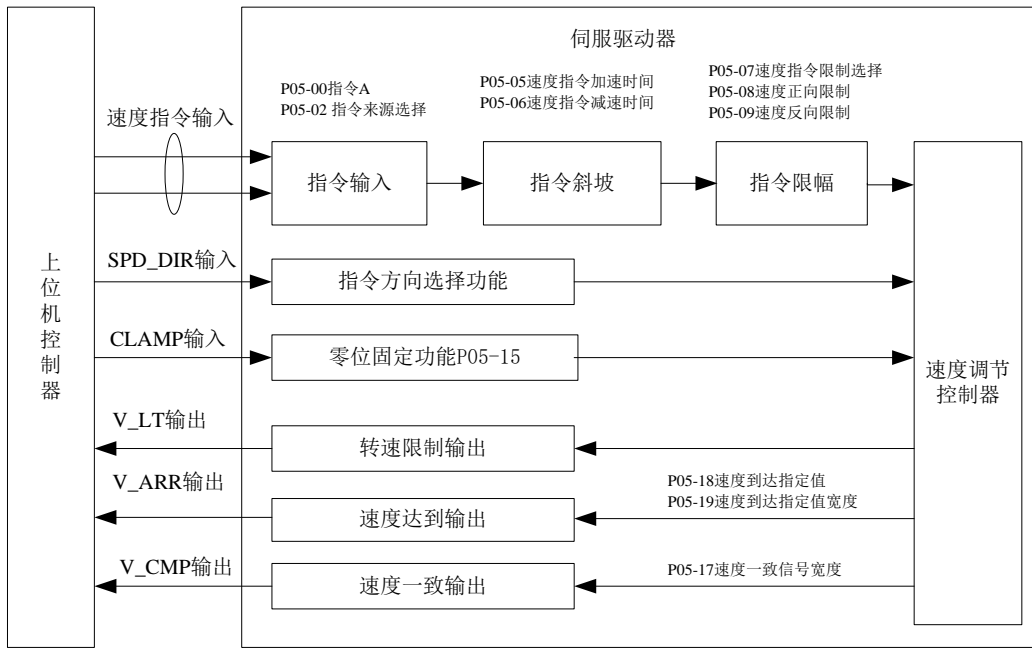 伺服驱动器
P05-00指令A
P05-02 指令来源选择
P05-05速度指令加速时间
P05-06速度指令减速时间
P05-07速度指令限制选择
P05-08速度正向限制
P05-09速度反向限制
速度指令输入
指令输入
指令斜坡
指令限幅
上位机控制器
SPD_DIR输入
指令方向选择功能
CLAMP输入
零位固定功能P05-15
速度调节
控制器
V_LT输出
转速限制输出
V_ARR输出
速度达到输出
P05-18速度到达指定值
P05-19速度到达指定值宽度
V_CMP输出
速度一致输出
P05-17速度一致信号宽度